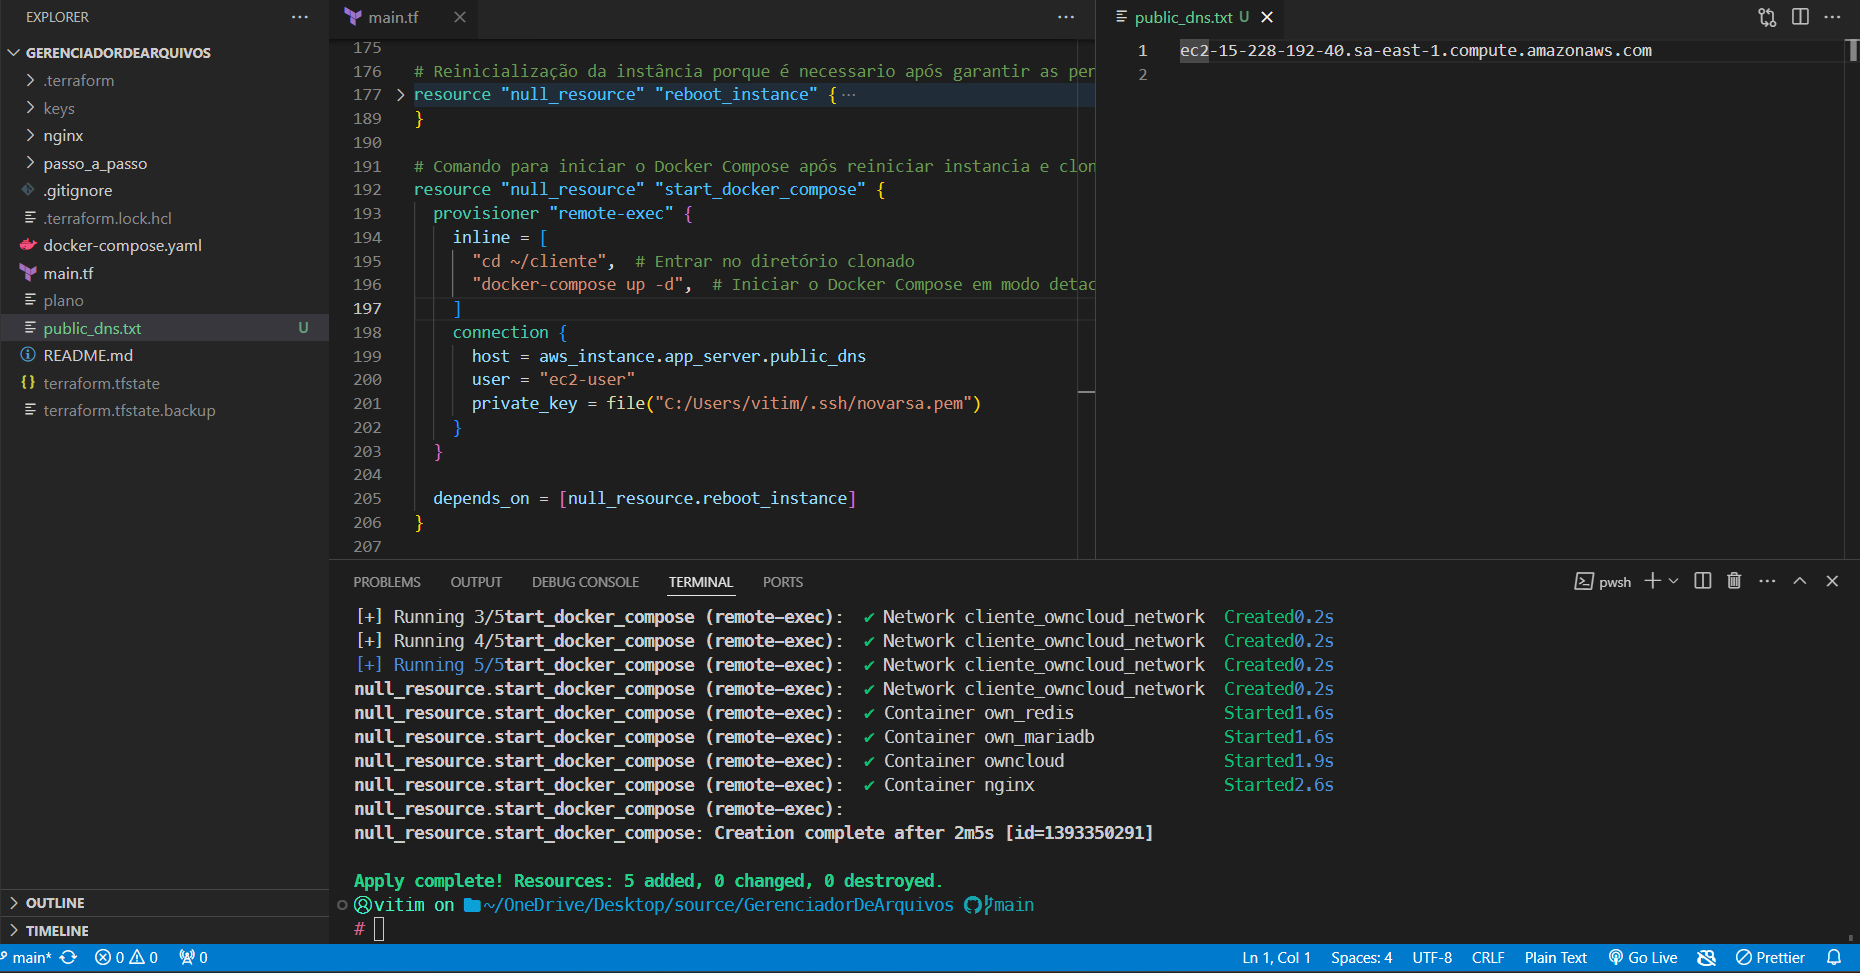 EXPLORER
GERENCIADORDEARQUIVOS
.terraform
keys
nginx
passo_a_passo
.gitignore
.terraform.lock.hcl
docker-compose.yaml
main.tf
plano
public_dns.txt U
README.md
terraform.tfstate
terraform.tfstate.backup
OUTLINE
TIMELINE
main.tf
175
176 # Reinicialização da instância porque é necessario após garantir as per
177 resource "null_resource" "reboot_instance" { ···
189 }
190
191 # Comando para iniciar o Docker Compose após reiniciar instancia e clon
192 resource "null_resource" "start_docker_compose" {
193 provisioner "remote-exec" {
194 inline = [
195 "cd ~/cliente", # Entrar no diretório clonado
196 "docker-compose up -d", # Iniciar o Docker Compose em modo detac
197 ]
198 connection {
199 host = aws_instance.app_server.public_dns
200 user = "ec2-user"
201 private_key = file("C:/Users/vitim/.ssh/novarsa.pem")
202 }
203 }
204
205 depends_on = [null_resource.reboot_instance]
206 }
207
public_dns.txt U
1 ec2-15-228-192-40.sa-east-1.compute.amazonaws.com
2
PROBLEMS OUTPUT DEBUG CONSOLE TERMINAL PORTS
pwsh
[+] Running 3/5tart_docker_compose (remote-exec): ✔ Network cliente_owncloud_network Created0.2s
[+] Running 4/5tart_docker_compose (remote-exec): ✔ Network cliente_owncloud_network Created0.2s
[+] Running 5/5tart_docker_compose (remote-exec): ✔ Network cliente_owncloud_network Created0.2s
null_resource.start_docker_compose (remote-exec): ✔ Network cliente_owncloud_network Created0.2s
null_resource.start_docker_compose (remote-exec): ✔ Container own_redis Started1.6s
null_resource.start_docker_compose (remote-exec): ✔ Container own_mariadb Started1.6s
null_resource.start_docker_compose (remote-exec): ✔ Container owncloud Started1.9s
null_resource.start_docker_compose (remote-exec): ✔ Container nginx Started2.6s
null_resource.start_docker_compose (remote-exec):
null_resource.start_docker_compose: Creation complete after 2m5s [id=1393350291]
Apply complete! Resources: 5 added, 0 changed, 0 destroyed.
vitim on ~/OneDrive/Desktop/source/GerenciadorDeArquivos main
#
main* 0 0 0 Ln 1, Col 1 Spaces: 4 UTF-8 CRLF Plain Text Go Live Prettier